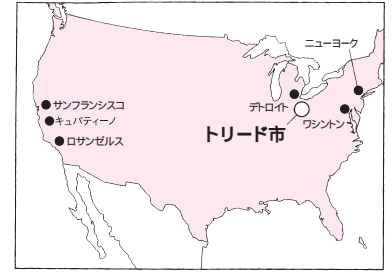 ニューヨーク
デトロイト
ワシントン
トリード市
サンフランシスコ
キュパティーノ
ロサンゼルス